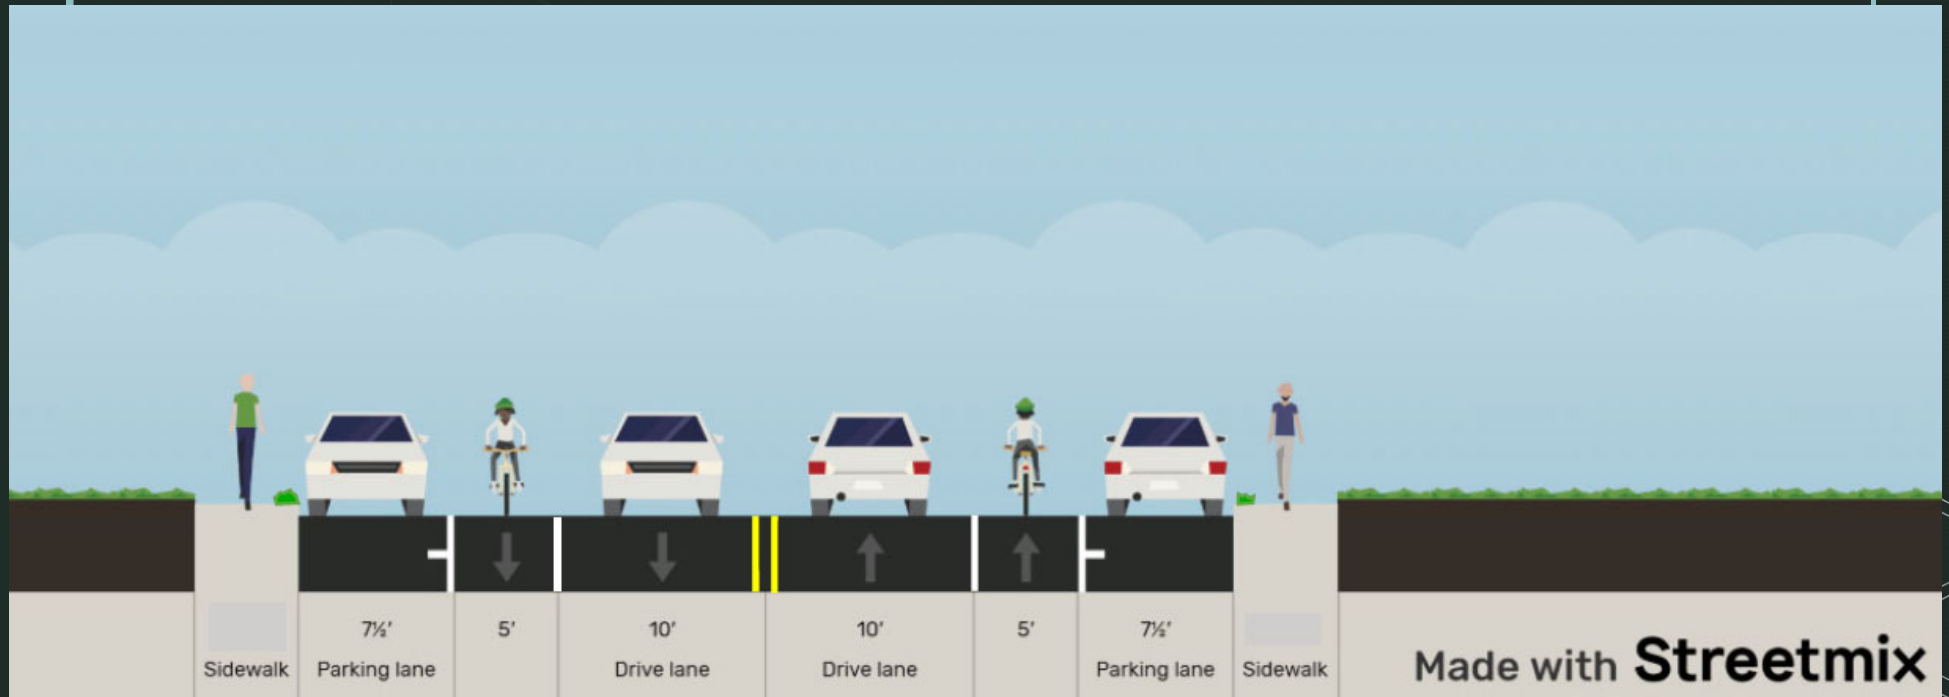 7½’ 5’ 10’ 10’ 5’ 7½’
Sidewalk Parking lane Drive lane Drive lane Parking lane Sidewalk
Made with Streetmix